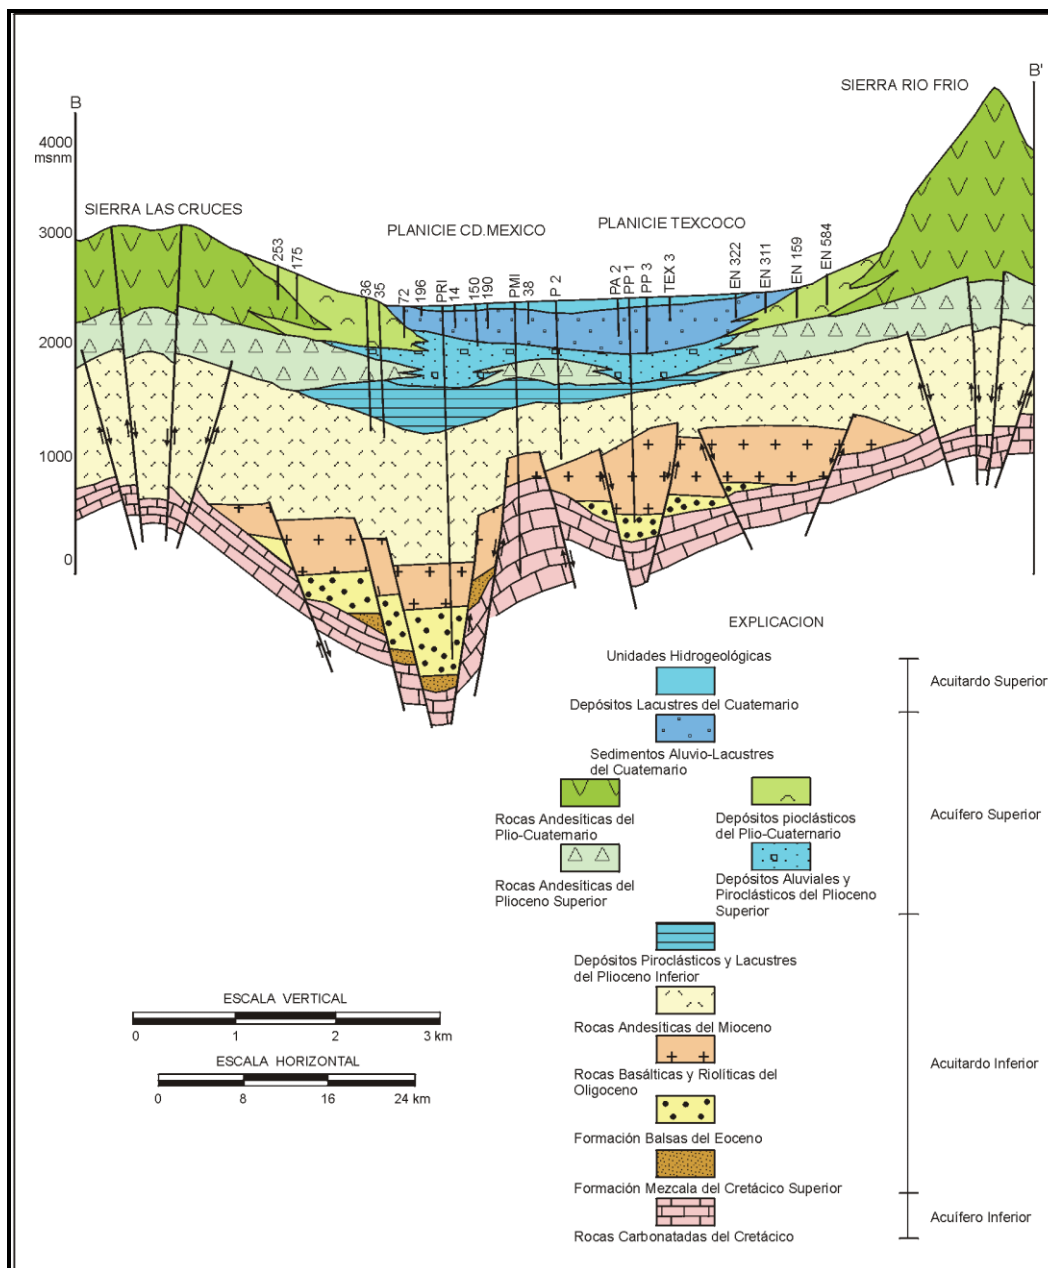 B
B'
SIERRA RIO FRIO
4000
msnm
SIERRA LAS CRUCES
PLANICIE CD.MEXICO
PLANICIE TEXCOCO
3000
253
175
36
35
72
196
PRI
14
150
190
PMI
38
P 2
PA 2
PP 1
PP 3
TEX 3
EN 322
EN 311
EN 159
EN 584
2000
1000
0
EXPLICACION
Unidades Hidrogeológicas
Depósitos Lacustres del Cuaternario
Acuitardo Superior
Sedimentos Aluvio-Lacustres
del Cuaternario
Rocas Andesíticas del
Plio-Cuaternario
Depósitos pioclásticos
del Plio-Cuaternario
Acuífero Superior
Rocas Andesíticas del
Plioceno Superior
Depósitos Aluviales y
Piroclásticos del Plioceno
Superior
Depósitos Piroclásticos y Lacustres
del Plioceno Inferior
Rocas Andesíticas del Mioceno
Rocas Basálticas y Riolíticas del
Oligoceno
Acuitardo Inferior
Formación Balsas del Eoceno
Formación Mezcala del Cretácico Superior
Rocas Carbonatadas del Cretácico
Acuífero Inferior
ESCALA VERTICAL
0 1 2 3 km
ESCALA HORIZONTAL
0 8 16 24 km